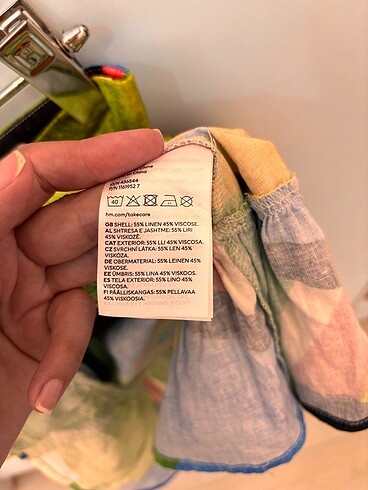 in China
O/N 436544
P/N 1161952 7
40
hm.com/takecare
GB SHELL: 55% LINEN 45% VISCOSE.
AL SHTRESA E JASHTME: 55% LIRI
45% VISKOZË.
CAT EXTERIOR: 55% LLI 45% VISCOSA.
CZ SVRCHNÍ LÁTKA: 55% LEN 45%
VISKÓZA.
DE OBERMATERIAL: 55% LEINEN 45%
VISKOSE.
EE ÜMBRIS: 55% LINA 45% VISKOOS.
ES TELA EXTERIOR: 55% LINO 45%
VISCOSA.
FI PÄÄLLISKANGAS: 55% PELLAVAA
45% VISKOOSIA.